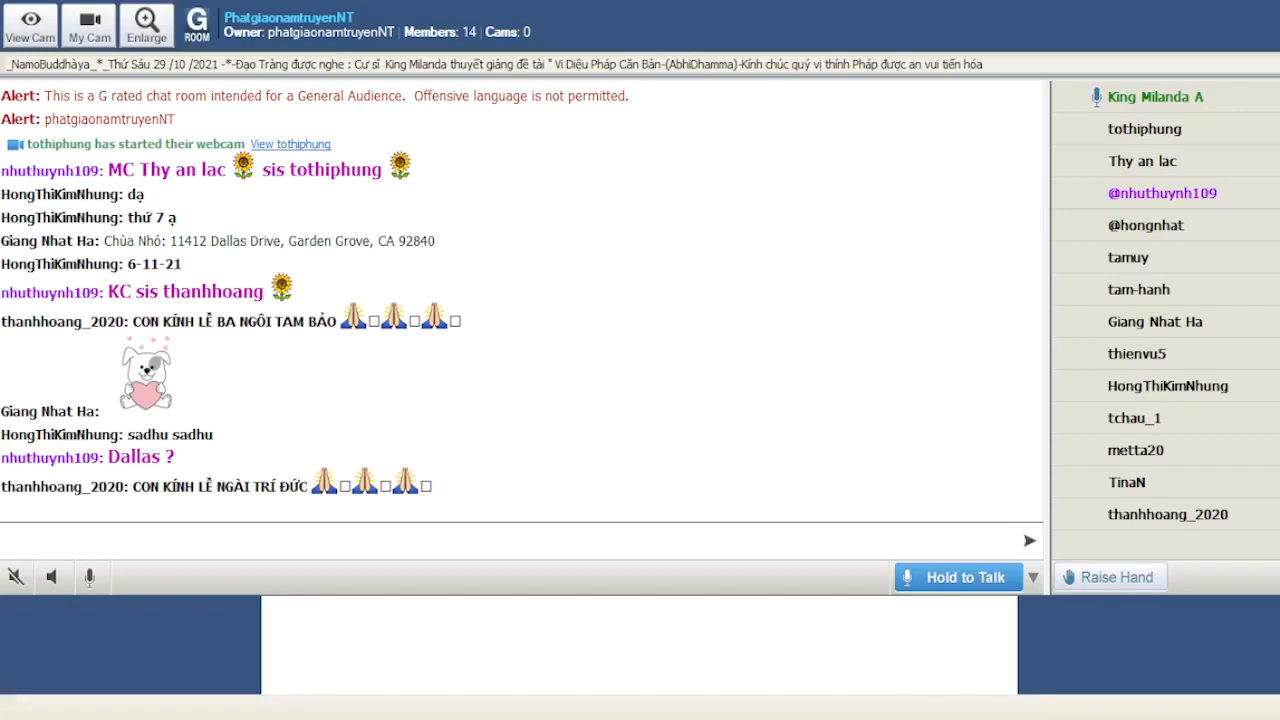 View Cam
My Cam
Enlarge
G
ROOM
PhatgiaonamtruyenNT
Owner: phatgiaonamtruyenNT | Members: 14 | Cams: 0
_NamoBuddhàya_*_Thứ Sáu 29 /10 /2021 -*-Đạo Tràng được nghe : Cư sĩ King Milanda thuyết giảng đề tài " Vi Diệu Pháp Căn Bản-(AbhiDhamma)-Kính chúc quý vị thính Pháp được an vui tiến hóa
Alert: This is a G rated chat room intended for a General Audience. Offensive language is not permitted.
Alert: phatgiaonamtruyenNT
tothiphung has started their webcam View tothiphung
nhuthuynh109: MC Thy an lac sis tothiphung
HongThiKimNhung: dạ
HongThiKimNhung: thứ 7 ạ
Giang Nhat Ha: Chùa Nhỏ: 11412 Dallas Drive, Garden Grove, CA 92840
HongThiKimNhung: 6-11-21
nhuthuynh109: KC sis thanhhoang
thanhhoang_2020: CON KÍNH LỄ BA NGÔI TAM BẢO
Giang Nhat Ha:
HongThiKimNhung: sadhu sadhu
nhuthuynh109: Dallas ?
thanhhoang_2020: CON KÍNH LỄ NGÀI TRÍ ĐỨC
Hold to Talk
King Milanda A
tothiphung
Thy an lac
@nhuthuynh109
@hongnhat
tamuy
tam-hanh
Giang Nhat Ha
thienvu5
HongThiKimNhung
tchau_1
metta20
TinaN
thanhhoang_2020
Raise Hand